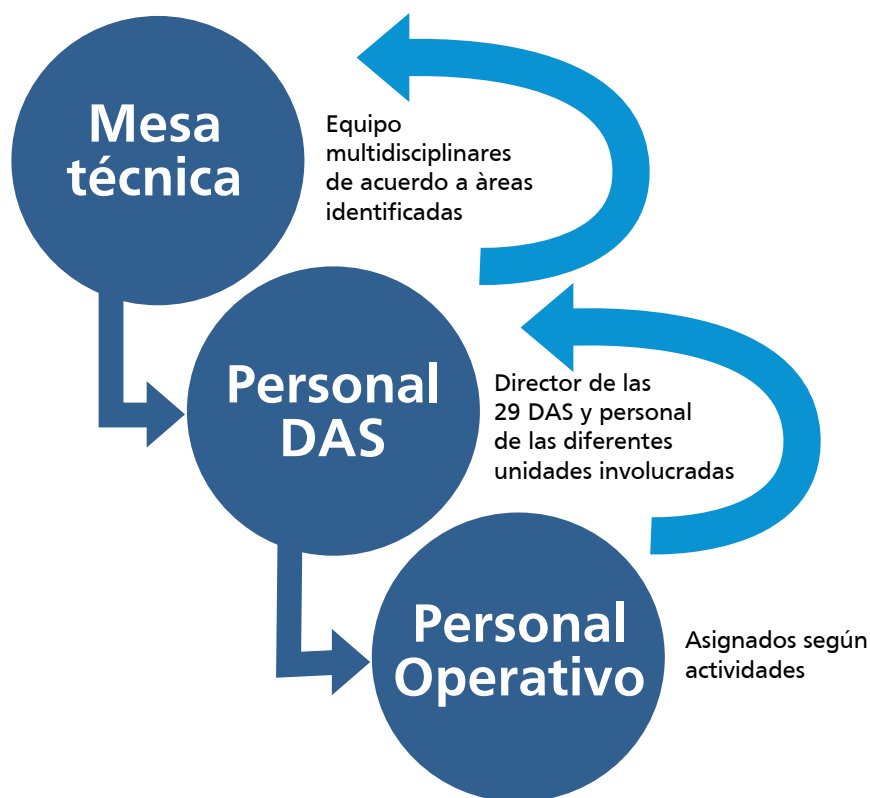 Mesa
técnica
Equipo
multidisciplinares
de acuerdo a àreas
identificadas
Personal
DAS
Director de las
29 DAS y personal
de las diferentes
unidades involucradas
Personal
Operativo
Asignados según
actividades